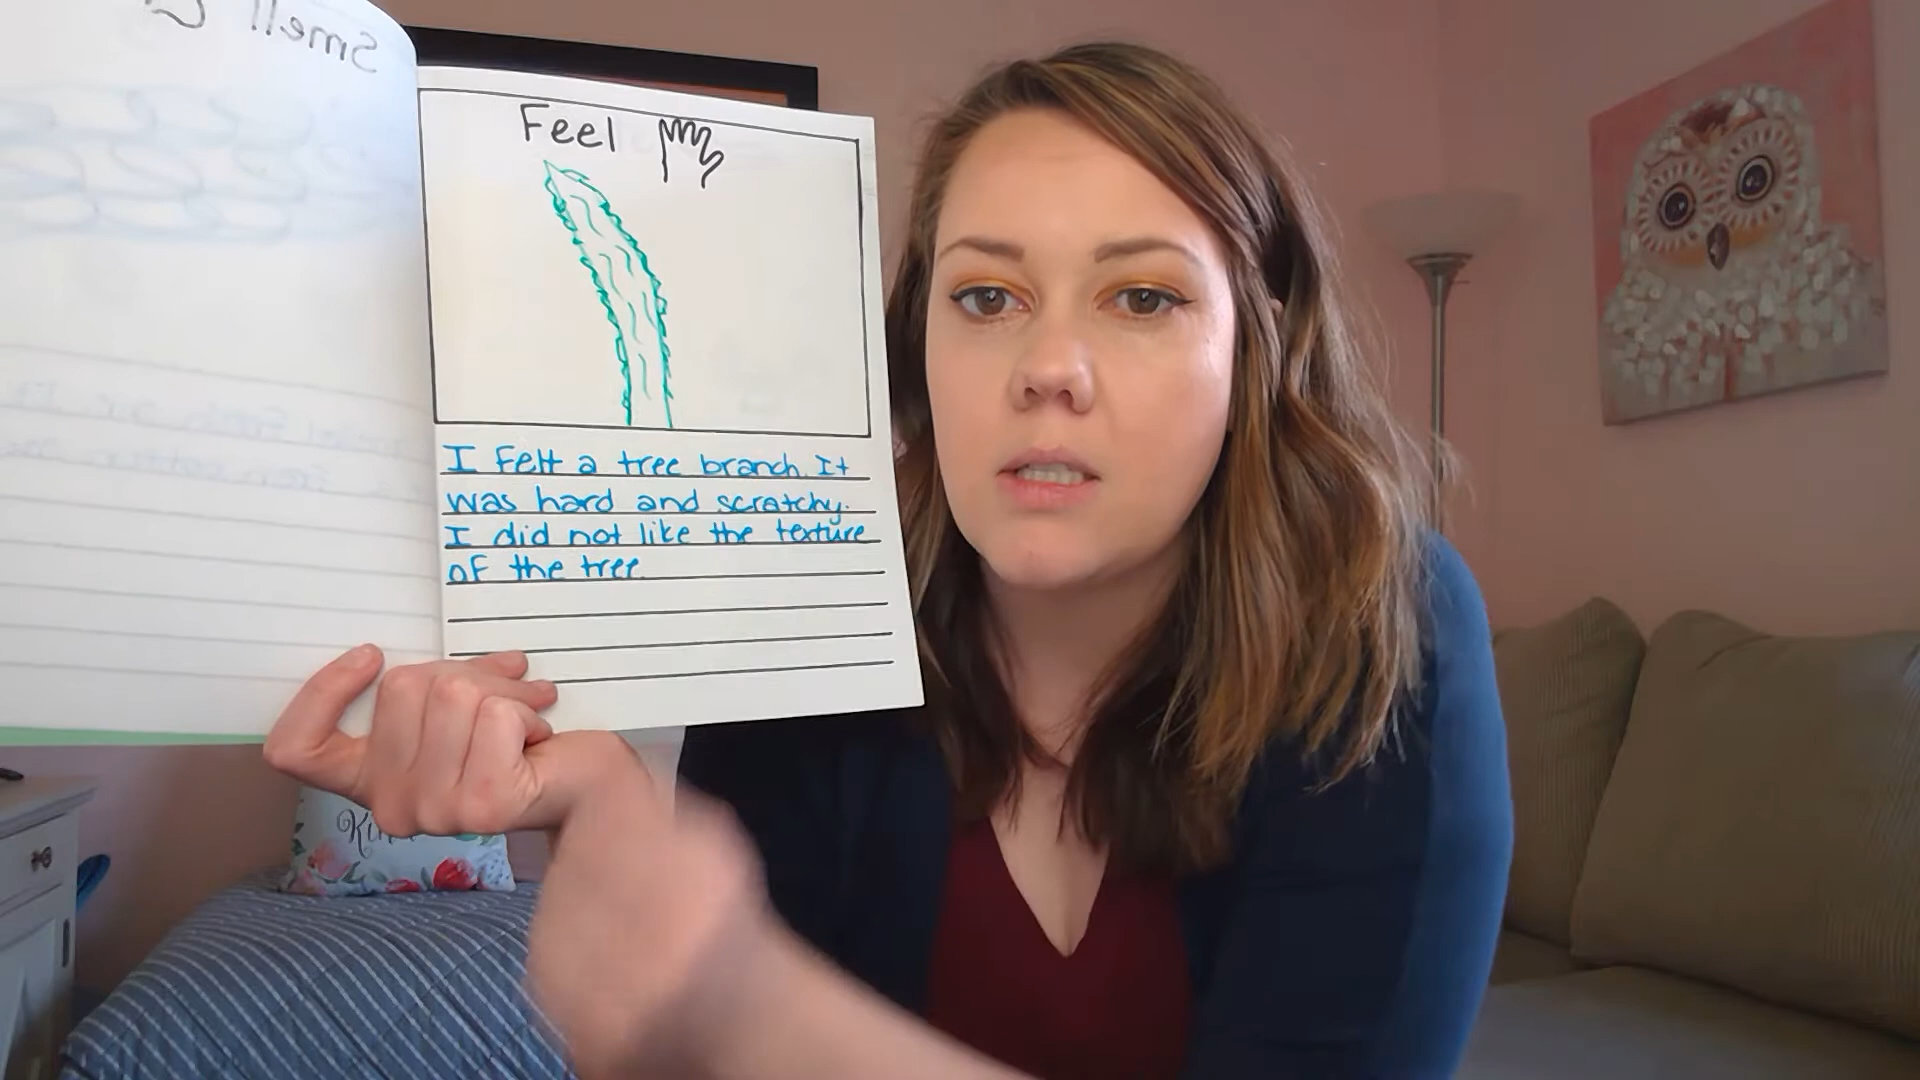 Smell
Feel
I felt a tree branch. It
was hard and scratchy.
I did not like the texture
of the tree.